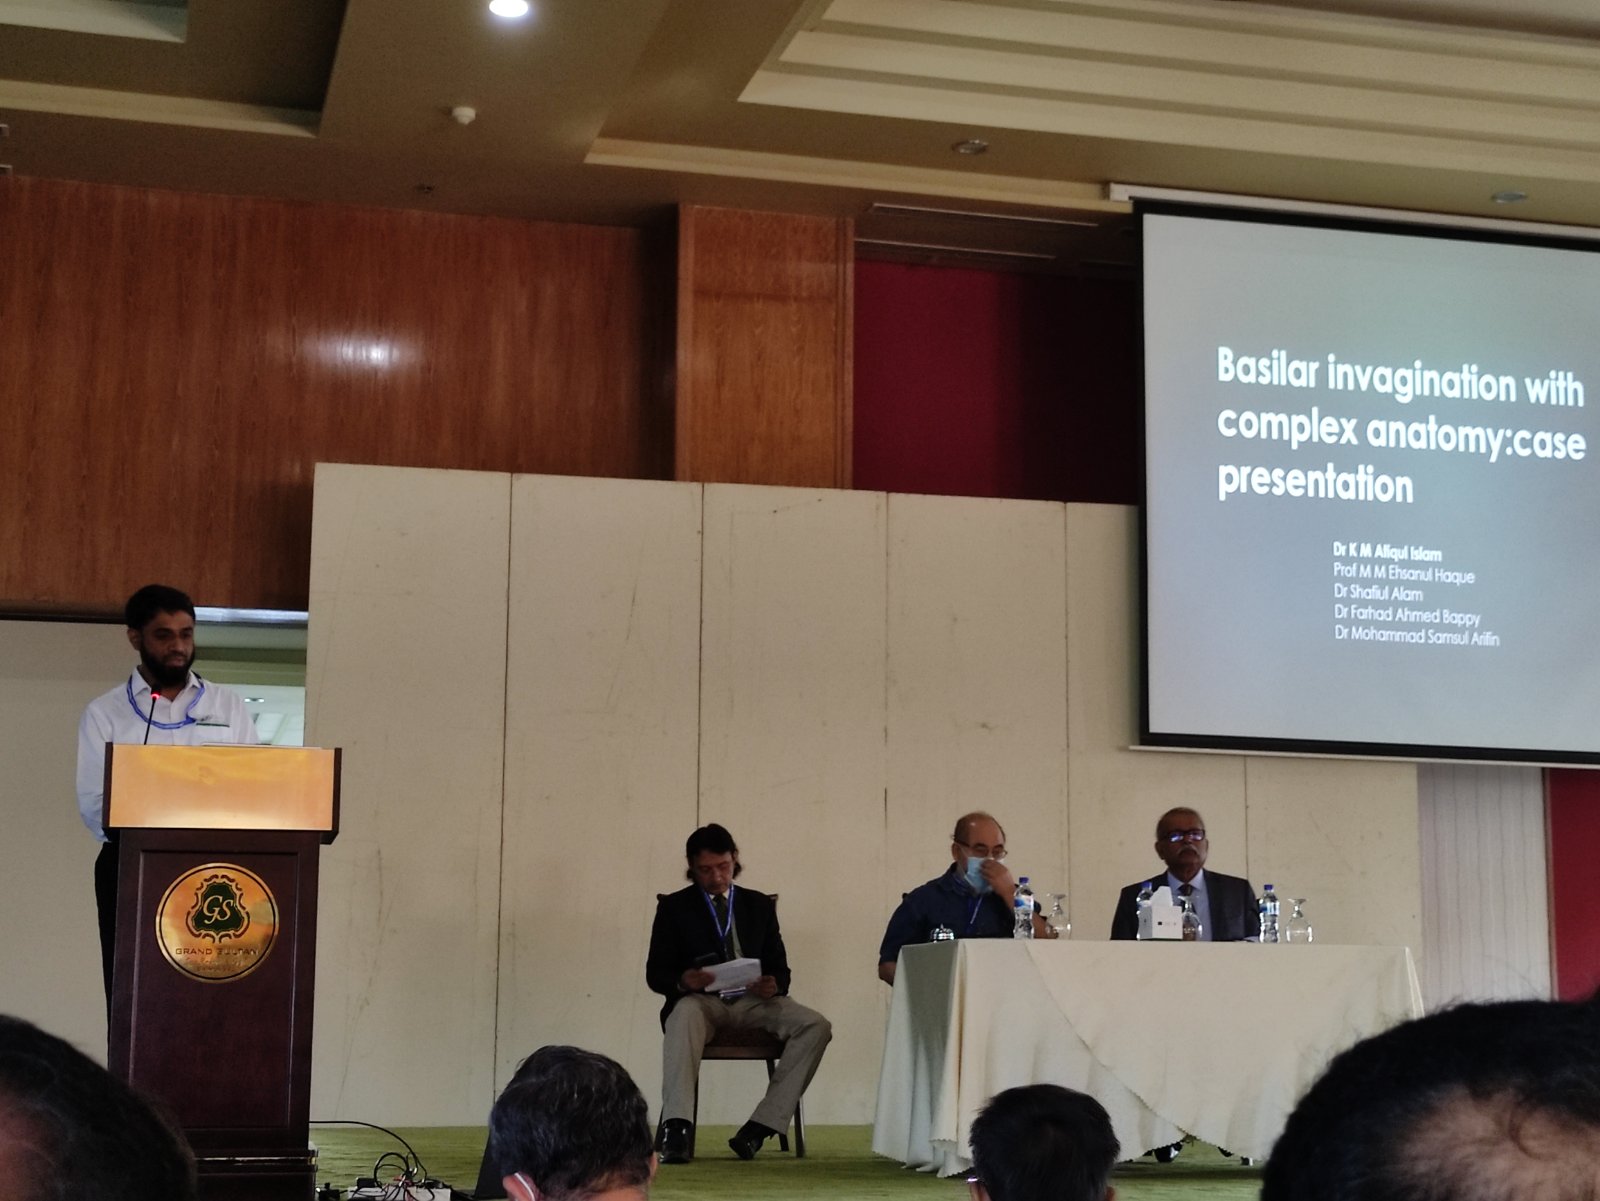 Basilar invagination with
complex anatomy:case
presentation
Dr K M Atiqul Islam
Prof M M Ehsanul Haque
Dr Shafiul Alam
Dr Farhad Ahmed Bappy
Dr Mohammad Samsul Arifin
GS
GRAND SULTAN